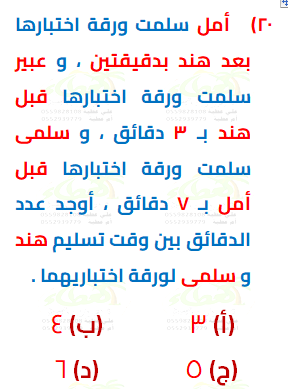 ٢٠) أمل سلمت ورقة اختبارها
بعد هند بدقيقتين ، و عبير
سلمت ورقة اختبارها قبل
هند بـ ٣ دقائق ، و سلمى
سلمت ورقة اختبارها قبل
أمل بـ ٧ دقائق ، أوجد عدد
الدقائق بين وقت تسليم هند
و سلمى لورقة اختباريهما .
(أ) ٣ (ب) ٤
(ج) ٥ (د) ٦